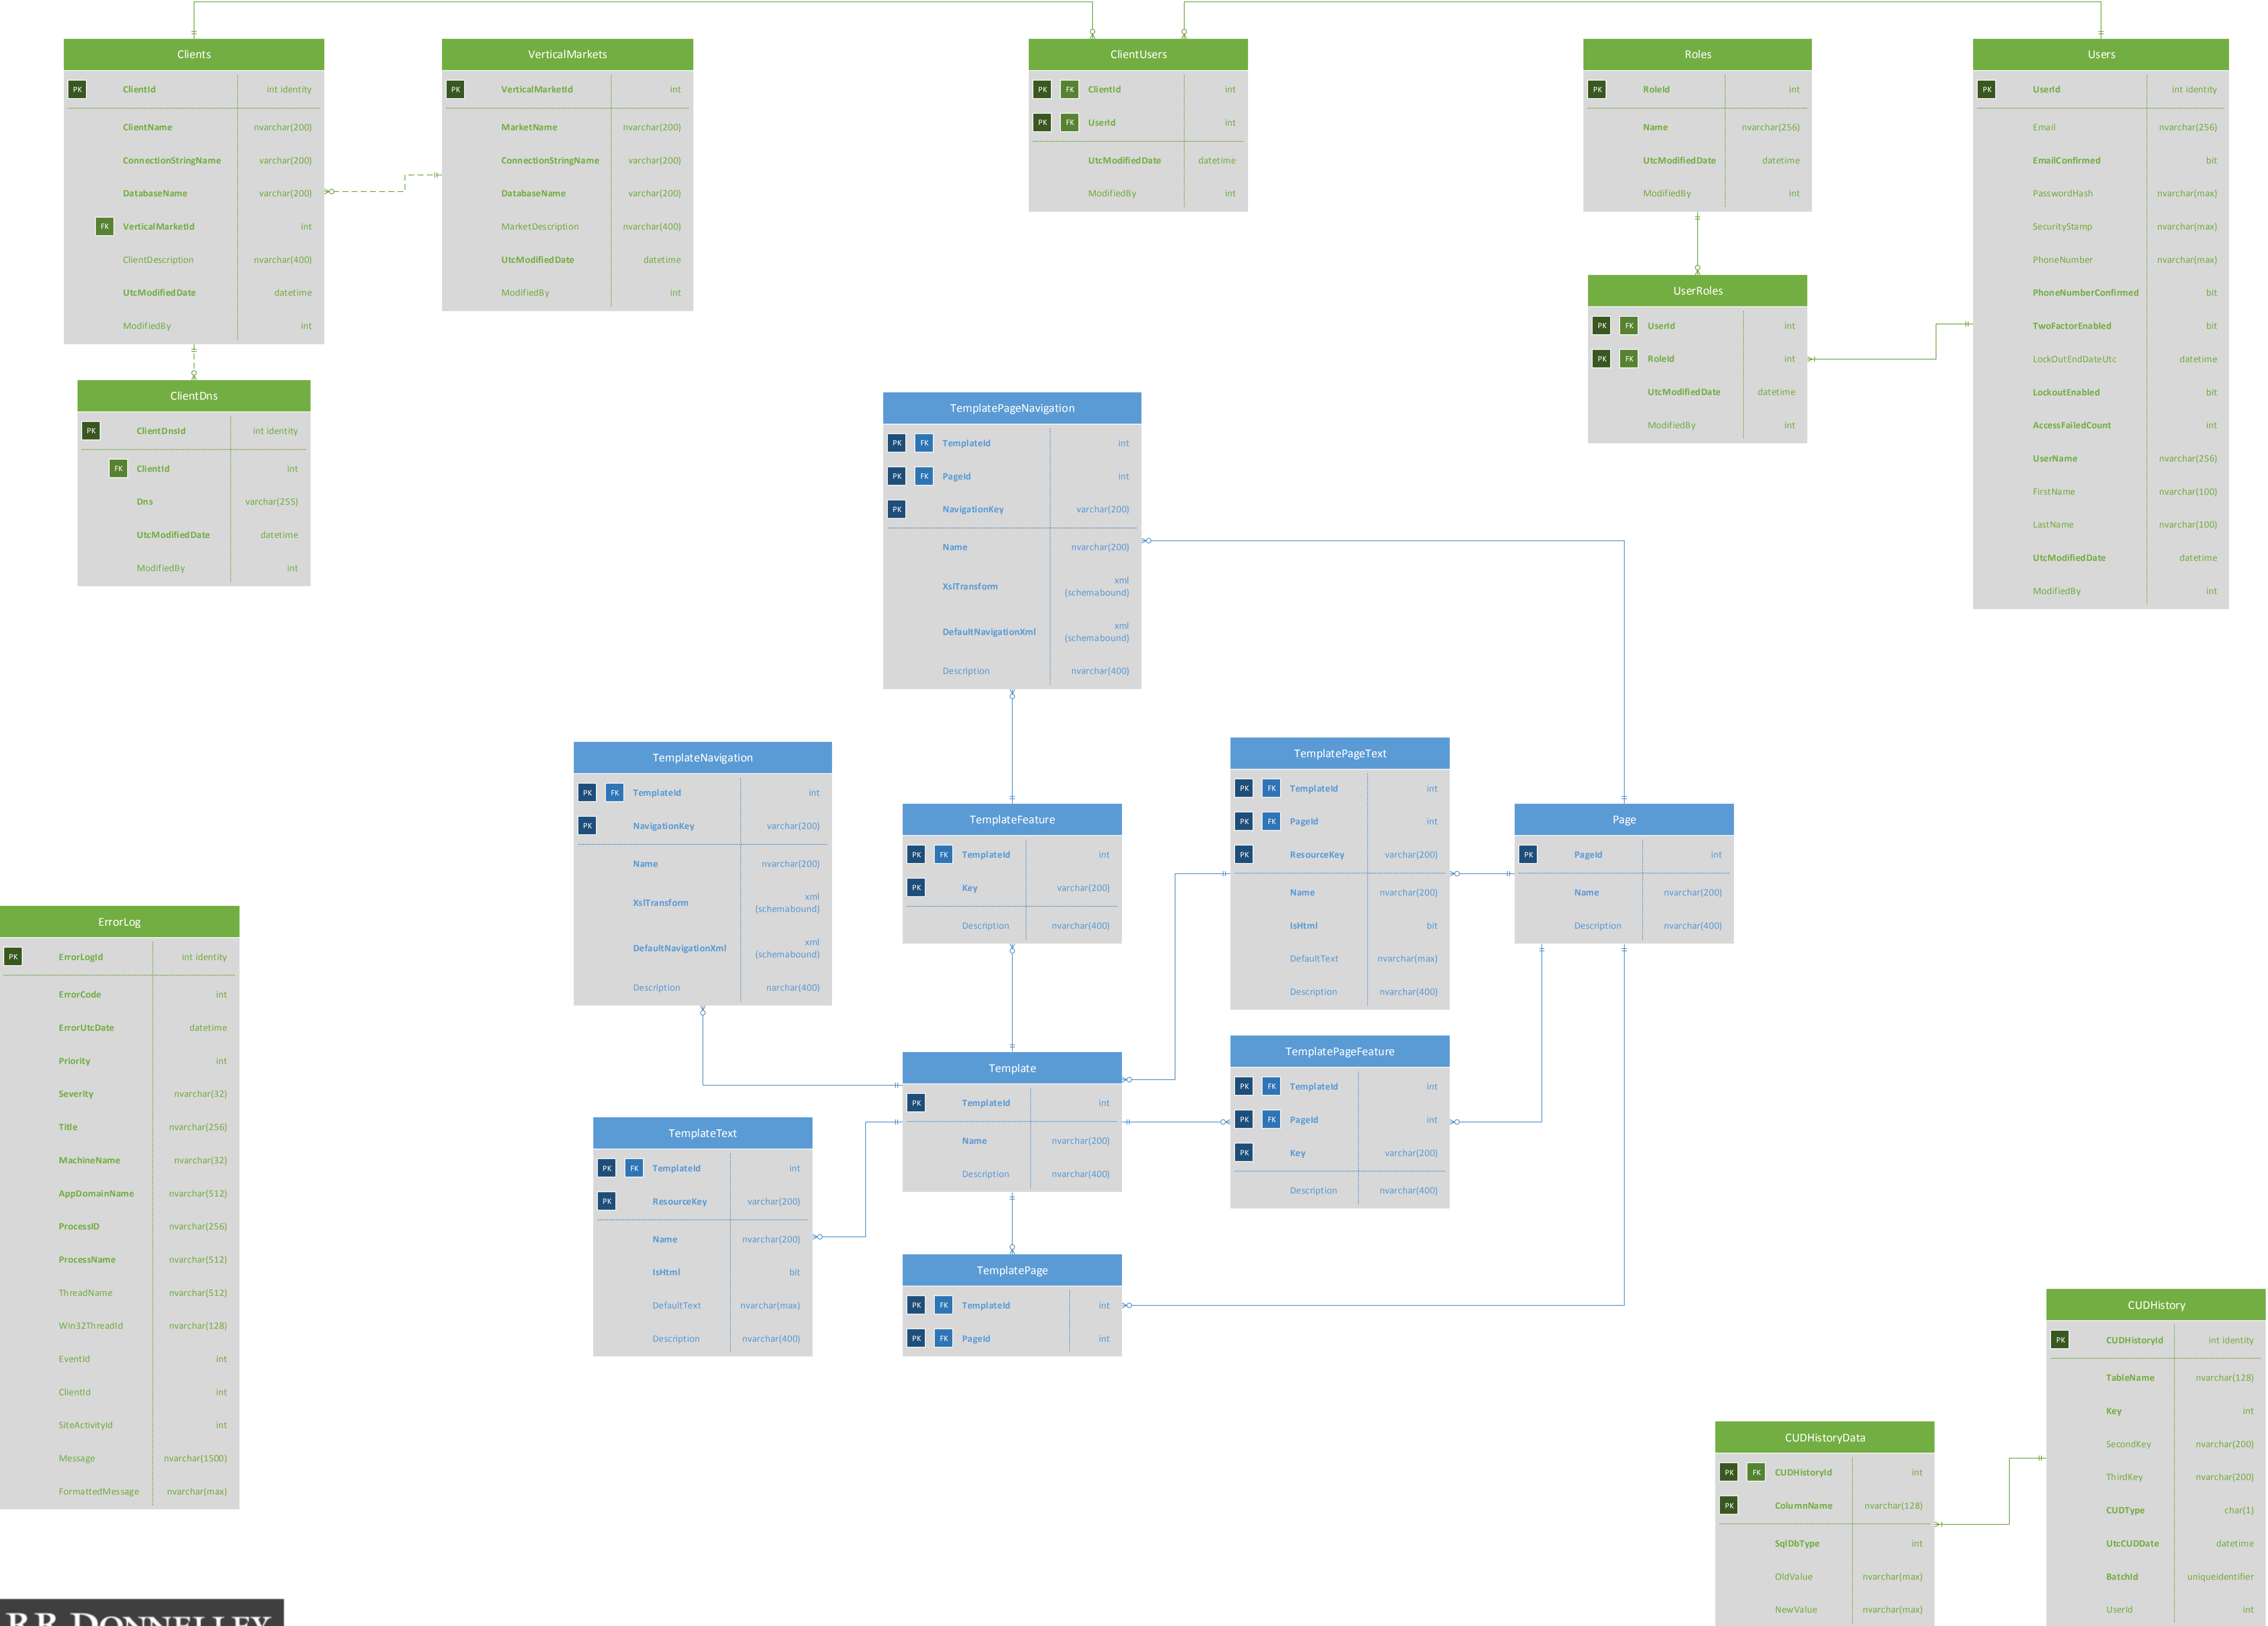 Clients
PK ClientId int identity
ClientName nvarchar(200)
ConnectionStringName varchar(200)
DatabaseName varchar(200)
FK VerticalMarketId int
ClientDescription nvarchar(400)
UtcModifiedDate datetime
ModifiedBy int
VerticalMarkets
PK VerticalMarketId int
MarketName nvarchar(200)
ConnectionStringName varchar(200)
DatabaseName varchar(200)
MarketDescription nvarchar(400)
UtcModifiedDate datetime
ModifiedBy int
ClientUsers
PK FK ClientId int
PK FK UserId int
UtcModifiedDate datetime
ModifiedBy int
Roles
PK RoleId int
Name nvarchar(256)
UtcModifiedDate datetime
ModifiedBy int
Users
PK UserId int identity
Email nvarchar(256)
EmailConfirmed bit
PasswordHash nvarchar(max)
SecurityStamp nvarchar(max)
PhoneNumber nvarchar(max)
PhoneNumberConfirmed bit
TwoFactorEnabled bit
LockOutEndDateUtc datetime
LockoutEnabled bit
AccessFailedCount int
UserName nvarchar(256)
FirstName nvarchar(100)
LastName nvarchar(100)
UtcModifiedDate datetime
ModifiedBy int
UserRoles
PK FK UserId int
PK FK RoleId int
UtcModifiedDate datetime
ModifiedBy int
ClientDns
PK ClientDnsId int identity
FK ClientId int
Dns varchar(255)
UtcModifiedDate datetime
ModifiedBy int
TemplatePageNavigation
PK FK TemplateId int
PK FK PageId int
PK NavigationKey varchar(200)
Name nvarchar(200)
XslTransform xml (schemabound)
DefaultNavigationXml xml (schemabound)
Description nvarchar(400)
TemplateNavigation
PK FK TemplateId int
PK NavigationKey varchar(200)
Name nvarchar(200)
XslTransform xml (schemabound)
DefaultNavigationXml xml (schemabound)
Description narchar(400)
TemplateFeature
PK FK TemplateId int
PK Key varchar(200)
Description nvarchar(400)
TemplatePageText
PK FK TemplateId int
PK FK PageId int
PK ResourceKey varchar(200)
Name nvarchar(200)
IsHtml bit
DefaultText nvarchar(max)
Description nvarchar(400)
Page
PK PageId int
Name nvarchar(200)
Description nvarchar(400)
ErrorLog
PK ErrorLogId int identity
ErrorCode int
ErrorUtcDate datetime
Priority int
Severity nvarchar(32)
Title nvarchar(256)
MachineName nvarchar(32)
AppDomainName nvarchar(512)
ProcessID nvarchar(256)
ProcessName nvarchar(512)
ThreadName nvarchar(512)
Win32ThreadId nvarchar(128)
EventId int
ClientId int
SiteActivityId int
Message nvarchar(1500)
FormattedMessage nvarchar(max)
Template
PK TemplateId int
Name nvarchar(200)
Description nvarchar(400)
TemplatePageFeature
PK FK TemplateId int
PK FK PageId int
PK Key varchar(200)
Description nvarchar(400)
TemplateText
PK FK TemplateId int
PK ResourceKey varchar(200)
Name nvarchar(200)
IsHtml bit
DefaultText nvarchar(max)
Description nvarchar(400)
TemplatePage
PK FK TemplateId int
PK FK PageId int
CUDHistory
PK CUDHistoryId int identity
TableName nvarchar(128)
Key int
SecondKey nvarchar(200)
ThirdKey nvarchar(200)
CUDType char(1)
UtcCUDDate datetime
BatchId uniqueidentifier
UserId int
CUDHistoryData
PK FK CUDHistoryId int
PK ColumnName nvarchar(128)
SqlDbType int
OldValue nvarchar(max)
NewValue nvarchar(max)
RR DONNELLEY